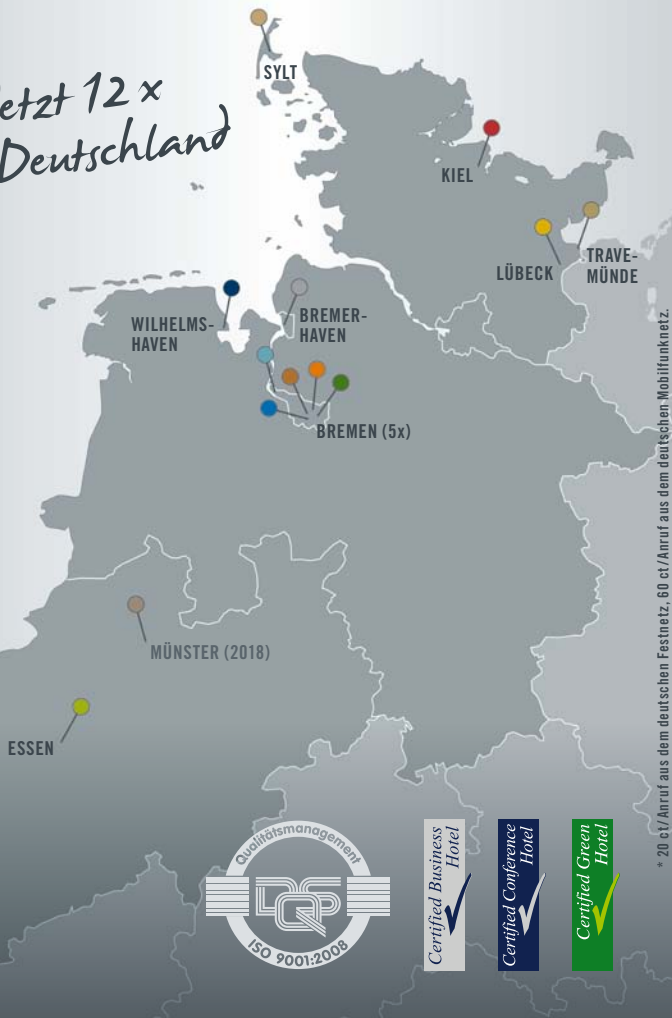 12 x
Deutschland
SYLT
KIEL
LÜBECK
TRAVE-
MÜNDE
WILHELMS-
HAVEN
BREMER-
HAVEN
BREMEN (5x)
MÜNSTER (2018)
ESSEN
* 20 ct/Anruf aus dem deutschen Festnetz, 60 ct/Anruf aus dem deutschen Mobilfunknetz.
Qualitätsmanagement
DQS
ISO 9001:2008
Certified Business
Hotel
Certified Conference
Hotel
Certified Green
Hotel